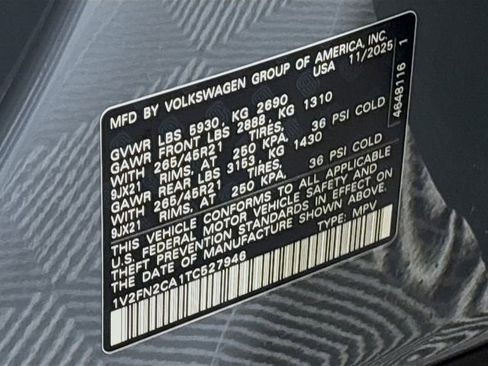 MFD BY VOLKSWAGEN GROUP OF AMERICA, INC.
USA 11/2025
GVWR LBS 5930, KG 2690
GAWR FRONT LBS 2888, KG 1310
WITH 265/45R21 TIRES,
9JX21 RIMS, AT 250 KPA, 36 PSI COLD
GAWR REAR LBS 3153, KG 1430
WITH 265/45R21 TIRES,
9JX21 RIMS, AT 250 KPA, 36 PSI COLD
THIS VEHICLE CONFORMS TO ALL APPLICABLE
U.S. FEDERAL MOTOR VEHICLE SAFETY AND
THEFT PREVENTION STANDARDS IN EFFECT ON
THE DATE OF MANUFACTURE SHOWN ABOVE.
1V2FN2CA1TC527946 TYPE: MPV
4648116 1